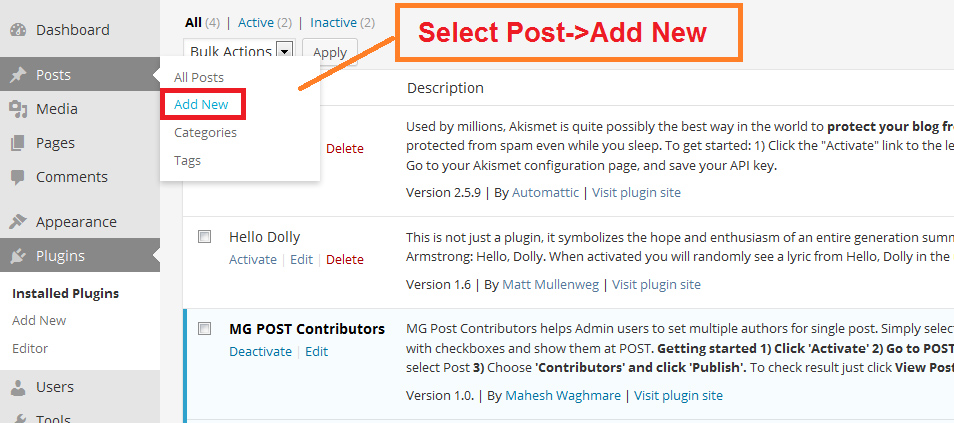 Dashboard
Posts
Media
Pages
Comments
Appearance
Plugins
Installed Plugins
Add New
Editor
Users
Tools
All (4) | Active (2) | Inactive (2)
Bulk Actions Apply
Select Post->Add New
All Posts
Add New
Categories
Tags
Description
Delete
Used by millions, Akismet is quite possibly the best way in the world to protect your blog
protected from spam even while you sleep. To get started: 1) Click the "Activate" link to the
Go to your Akismet configuration page, and save your API key.
Version 2.5.9 | By Automattic | Visit plugin site
Hello Dolly
Activate | Edit | Delete
This is not just a plugin, it symbolizes the hope and enthusiasm of an entire generation
Armstrong: Hello, Dolly. When activated you will randomly see a lyric from Hello, Dolly in the
Version 1.6 | By Matt Mullenweg | Visit plugin site
MG POST Contributors
Deactivate | Edit
MG Post Contributors helps Admin users to set multiple authors for single post. Simply
with checkboxes and show them at POST. Getting started 1) Click 'Activate' 2) Go to POST
select Post 3) Choose 'Contributors' and click 'Publish'. To check result just click View
Version 1.0. | By Mahesh Waghmare | Visit plugin site